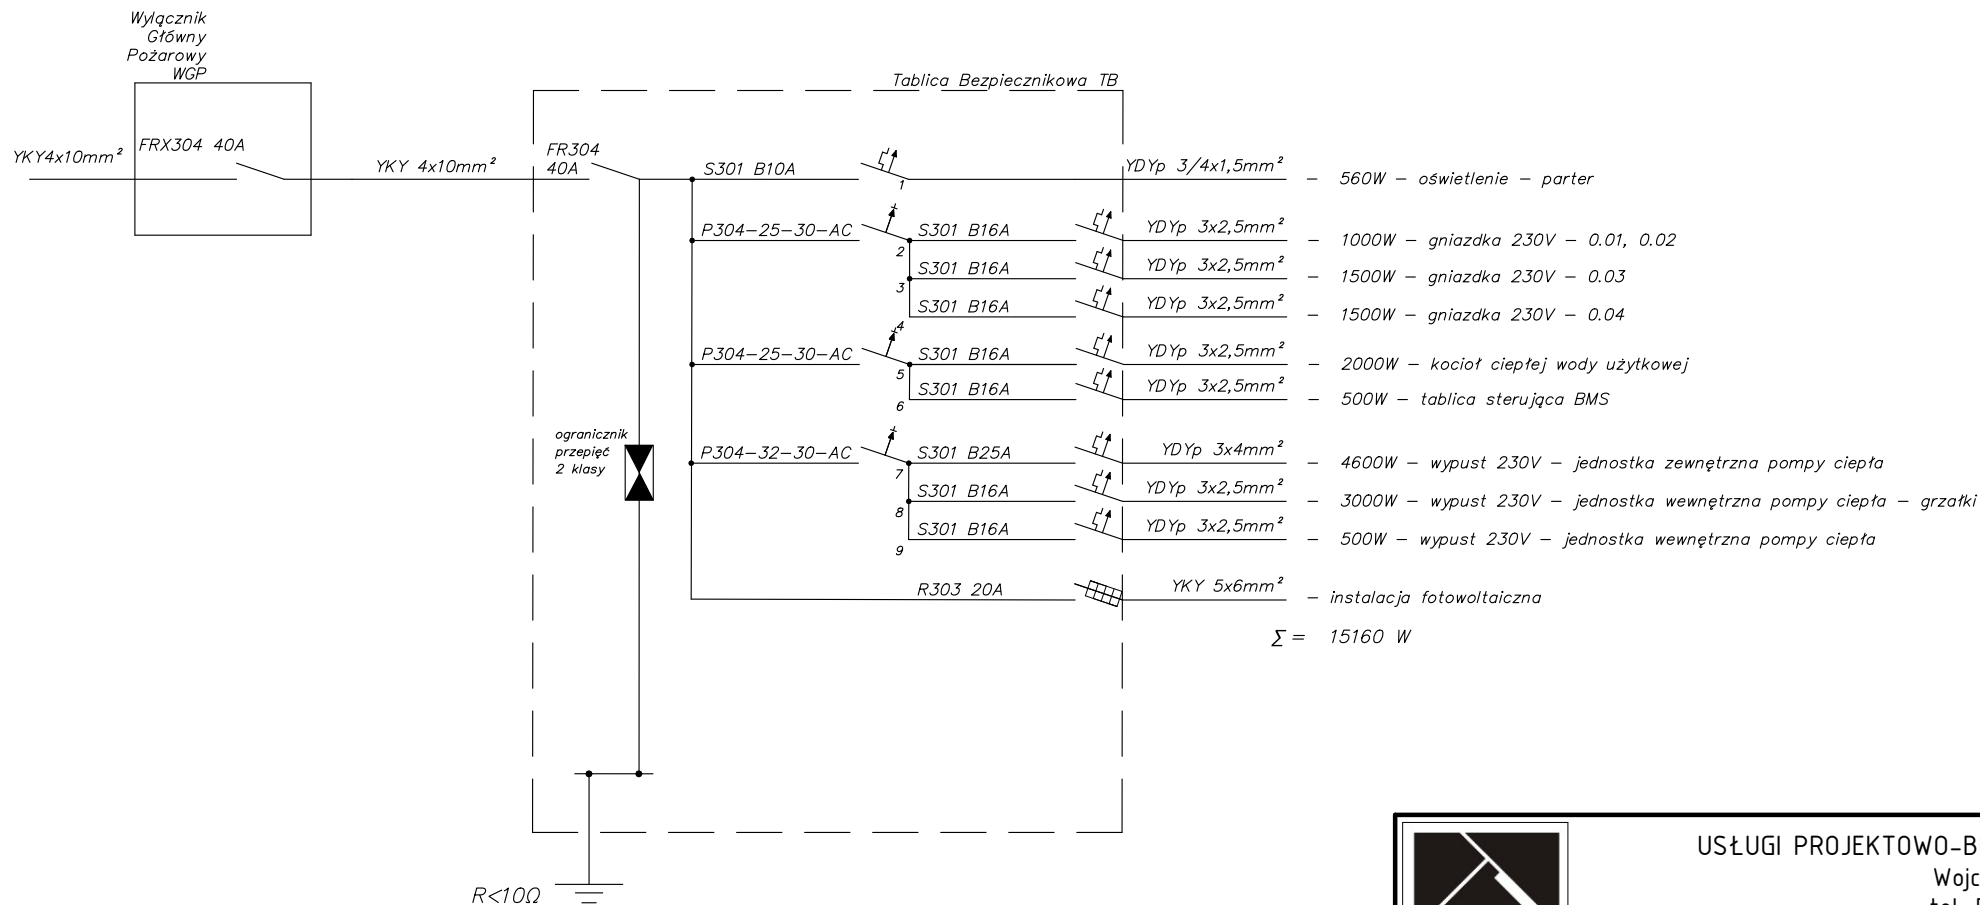 Wyłącznik
Główny
Pożarowy
WGP
FRX304 40A
YKY4x10mm²
YKY 4x10mm²
Tablica Bezpiecznikowa TB
FR304
40A
S301 B10A
1
YDYp 3/4x1,5mm²
– 560W – oświetlenie – parter
P304–25–30–AC
2
S301 B16A
YDYp 3x2,5mm²
– 1000W – gniazdka 230V – 0.01, 0.02
3
S301 B16A
YDYp 3x2,5mm²
– 1500W – gniazdka 230V – 0.03
4
S301 B16A
YDYp 3x2,5mm²
– 1500W – gniazdka 230V – 0.04
P304–25–30–AC
5
S301 B16A
YDYp 3x2,5mm²
– 2000W – kocioł ciepłej wody użytkowej
6
S301 B16A
YDYp 3x2,5mm²
– 500W – tablica sterująca BMS
ogranicznik
przepięć
2 klasy
P304–32–30–AC
7
S301 B25A
YDYp 3x4mm²
– 4600W – wypust 230V – jednostka zewnętrzna pompy ciepła
8
S301 B16A
YDYp 3x2,5mm²
– 3000W – wypust 230V – jednostka wewnętrzna pompy ciepła – grzałki
9
S301 B16A
YDYp 3x2,5mm²
– 500W – wypust 230V – jednostka wewnętrzna pompy ciepła
R303 20A
YKY 5x6mm²
– instalacja fotowoltaiczna
Σ = 15160 W
R<10Ω
USŁUGI PROJEKTOWO-B
Wojc